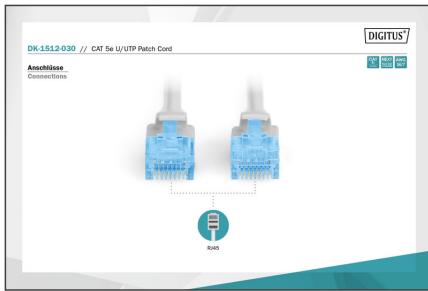 DIGITUS®
DK-1512-030 // CAT 5e U/UTP Patch Cord
Anschlüsse
Connections
RJ45